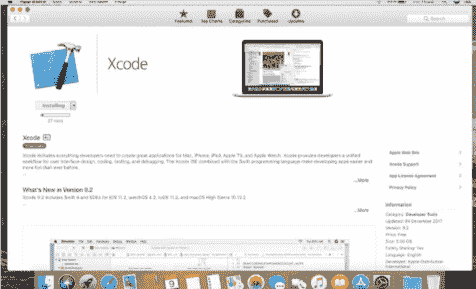 Featured Top Charts Categories Purchased Updates
Search
Xcode
Installing
Xcode
Xcode includes everything developers need to create great applications for Mac, iPhone, iPad, Apple TV, and Apple Watch. Xcode provides developers a unified
workflow for user interface design, coding, testing, and debugging. The Xcode IDE combined with the Swift programming language make developing apps easier and
more fun than ever before.
...More
What's New in Version 9.2
Xcode 9.2 includes Swift 4 and SDKs for iOS 11.2, watchOS 4.2, tvOS 11.2, and macOS High Sierra 10.13.2
...More
Apple Web Site
Xcode Support
App License Agreement
Privacy Policy
Information
Category: Developer Tools
Updated: 04 December 2017
Version: 9.2
Price: Free
Family Sharing: Yes
Language: English